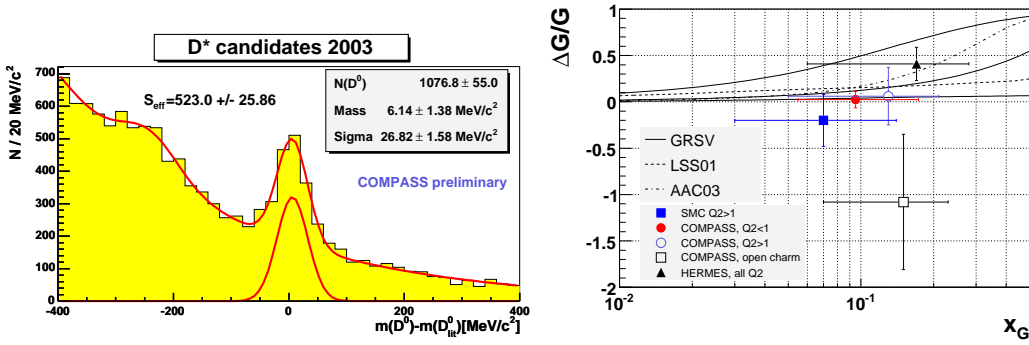 D* candidates 2003
N / 20 MeV/c²
700
600
500
400
300
200
100
0
S_eff=523.0 +/- 25.86
N(D⁰) 1076.8 ± 55.0
Mass 6.14 ± 1.38 MeV/c²
Sigma 26.82 ± 1.58 MeV/c²
COMPASS preliminary
-400 -200 0 200 400
m(D⁰)-m(D⁰_lit)[MeV/c²]
ΔG/G
1
0.5
0
-0.5
-1
-1.5
-2
GRSV
LSS01
AAC03
SMC Q2>1
COMPASS, Q2<1
COMPASS, Q2>1
COMPASS, open charm
HERMES, all Q2
10⁻² 10⁻¹
x_G